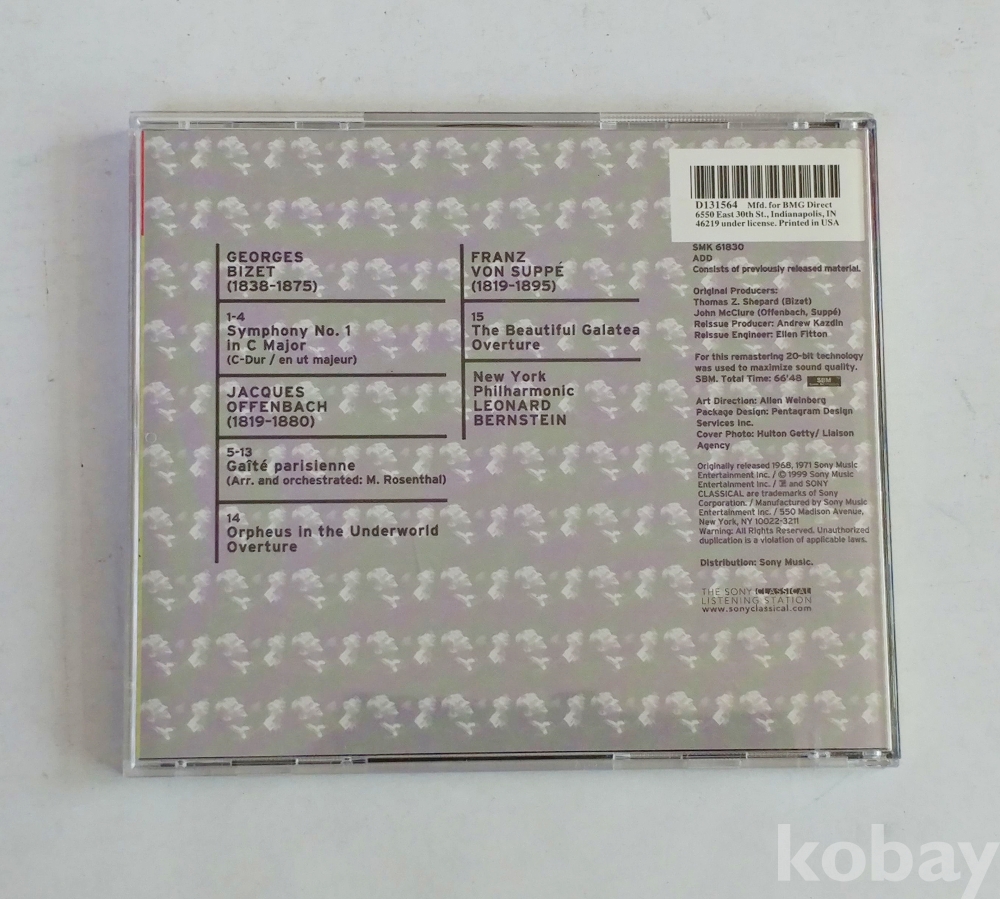 GEORGES
BIZET
(1838-1875)
1-4
Symphony No. 1
in C Major
(C-Dur / en ut majeur)
JACQUES
OFFENBACH
(1819-1880)
5-13
Gaîté parisienne
(Arr. and orchestrated: M. Rosenthal)
14
Orpheus in the Underworld
Overture
FRANZ
VON SUPPÉ
(1819-1895)
15
The Beautiful Galatea
Overture
New York
Philharmonic
LEONARD
BERNSTEIN
D131564 Mfd. for BMG Direct
6550 East 30th St., Indianapolis, IN
46219 under license. Printed in USA
SMK 61830
ADD
Consists of previously released material.
Original Producers:
Thomas Z. Shepard (Bizet)
John McClure (Offenbach, Suppé)
Reissue Producer: Andrew Kazdin
Reissue Engineer: Ellen Fitton
For this remastering 20-bit technology
was used to maximize sound quality.
SBM. Total Time: 66'48 SBM
Art Direction: Allen Weinberg
Package Design: Pentagram Design
Services Inc.
Cover Photo: Hulton Getty/ Liaison
Agency
Originally released 1968, 1971 Sony Music
Entertainment Inc. / © 1999 Sony Music
Entertainment Inc. / and SONY
CLASSICAL are trademarks of Sony
Corporation. / Manufactured by Sony Music
Entertainment Inc. / 550 Madison Avenue,
New York, NY 10022-3211
Warning: All Rights Reserved. Unauthorized
duplication is a violation of applicable laws.
Distribution: Sony Music.
THE SONY CLASSICAL
LISTENING STATION
www.sonyclassical.com
kobay